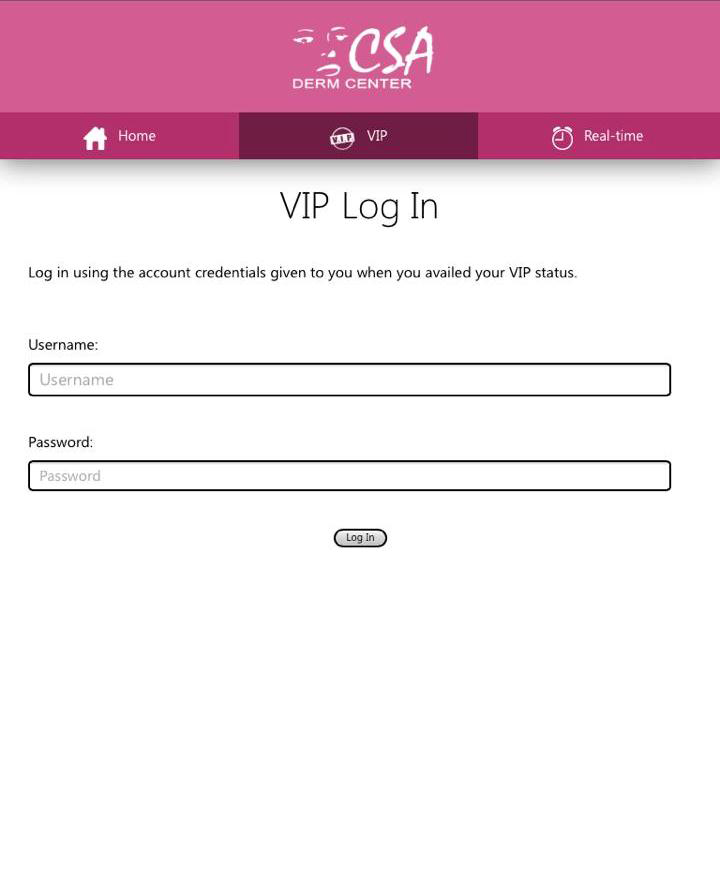 CSA
DERM CENTER
Home
VIP
VIP
Real-time
VIP Log In
Log in using the account credentials given to you when you availed your VIP status.
Username:
Username
Password:
Password
Log In